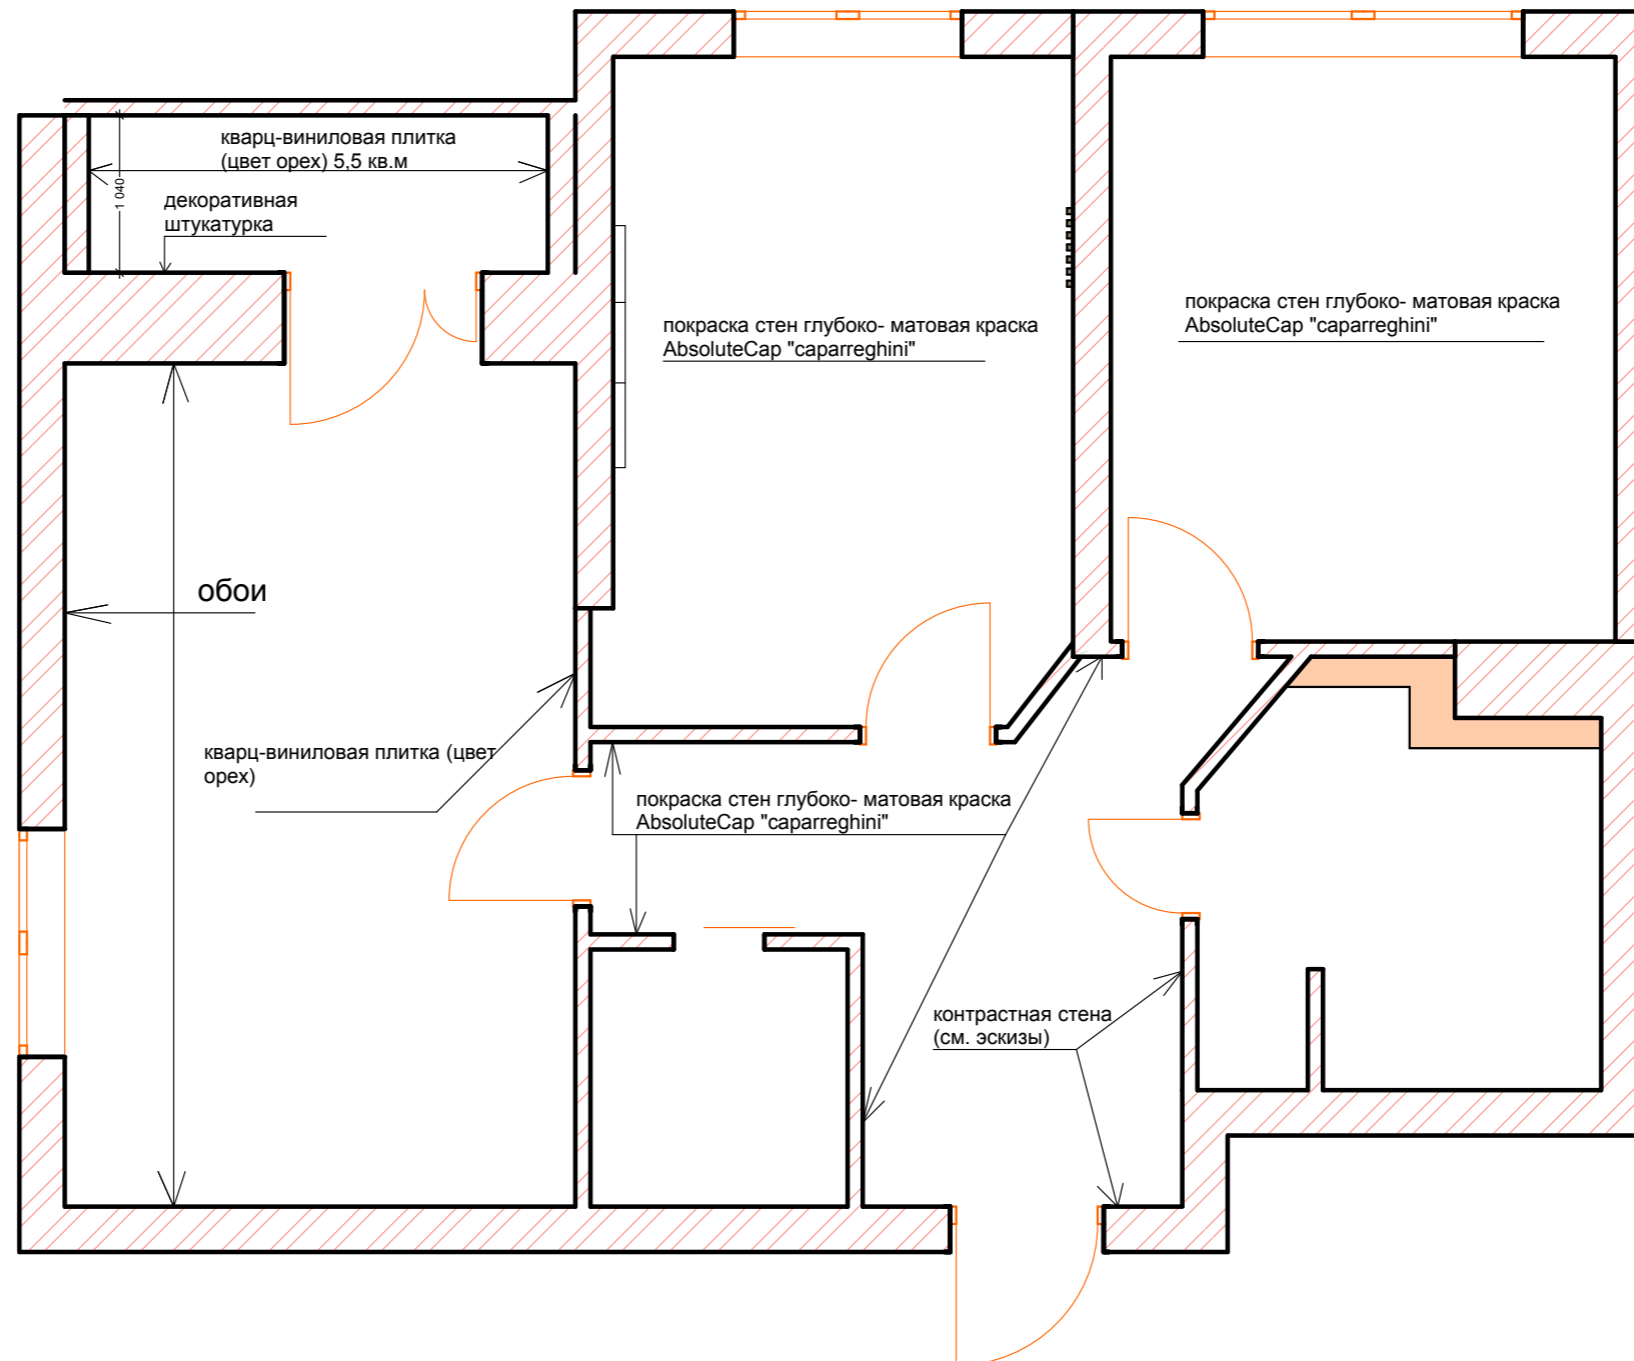 кварц-виниловая плитка
(цвет орех) 5,5 кв.м
1 040
декоративная
штукатурка
покраска стен глубоко- матовая краска
AbsoluteCap "caparreghini"
покраска стен глубоко- матовая краска
AbsoluteCap "caparreghini"
обои
кварц-виниловая плитка (цвет
орех)
покраска стен глубоко- матовая краска
AbsoluteCap "caparreghini"
контрастная стена
(см. эскизы)